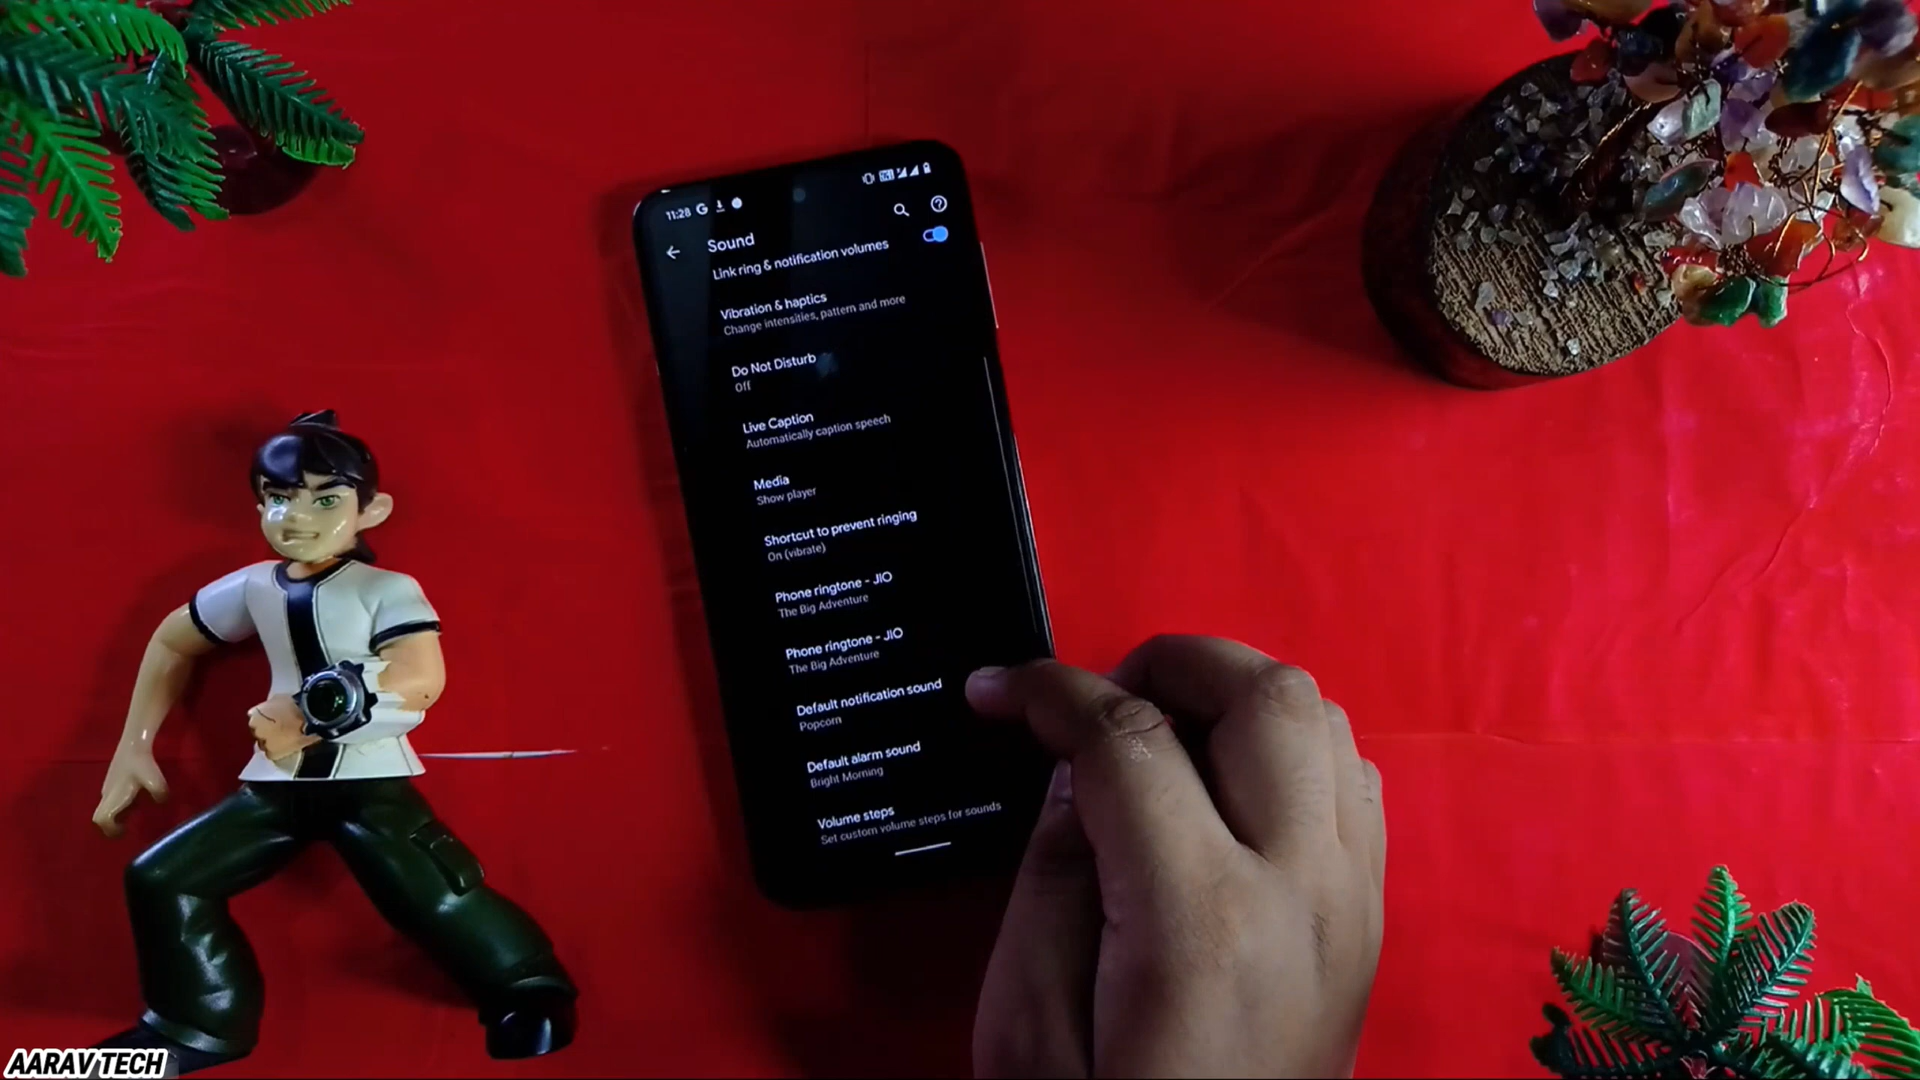 11:28
Sound
Link ring & notification volumes
Vibration & haptics
Change intensities, pattern and more
Do Not Disturb
Off
Live Caption
Automatically caption speech
Media
Show player
Shortcut to prevent ringing
On (vibrate)
Phone ringtone - JIO
The Big Adventure
Phone ringtone - JIO
The Big Adventure
Default notification sound
Popcorn
Default alarm sound
Bright Morning
Volume steps
Set custom volume steps for sounds
AARAV TECH